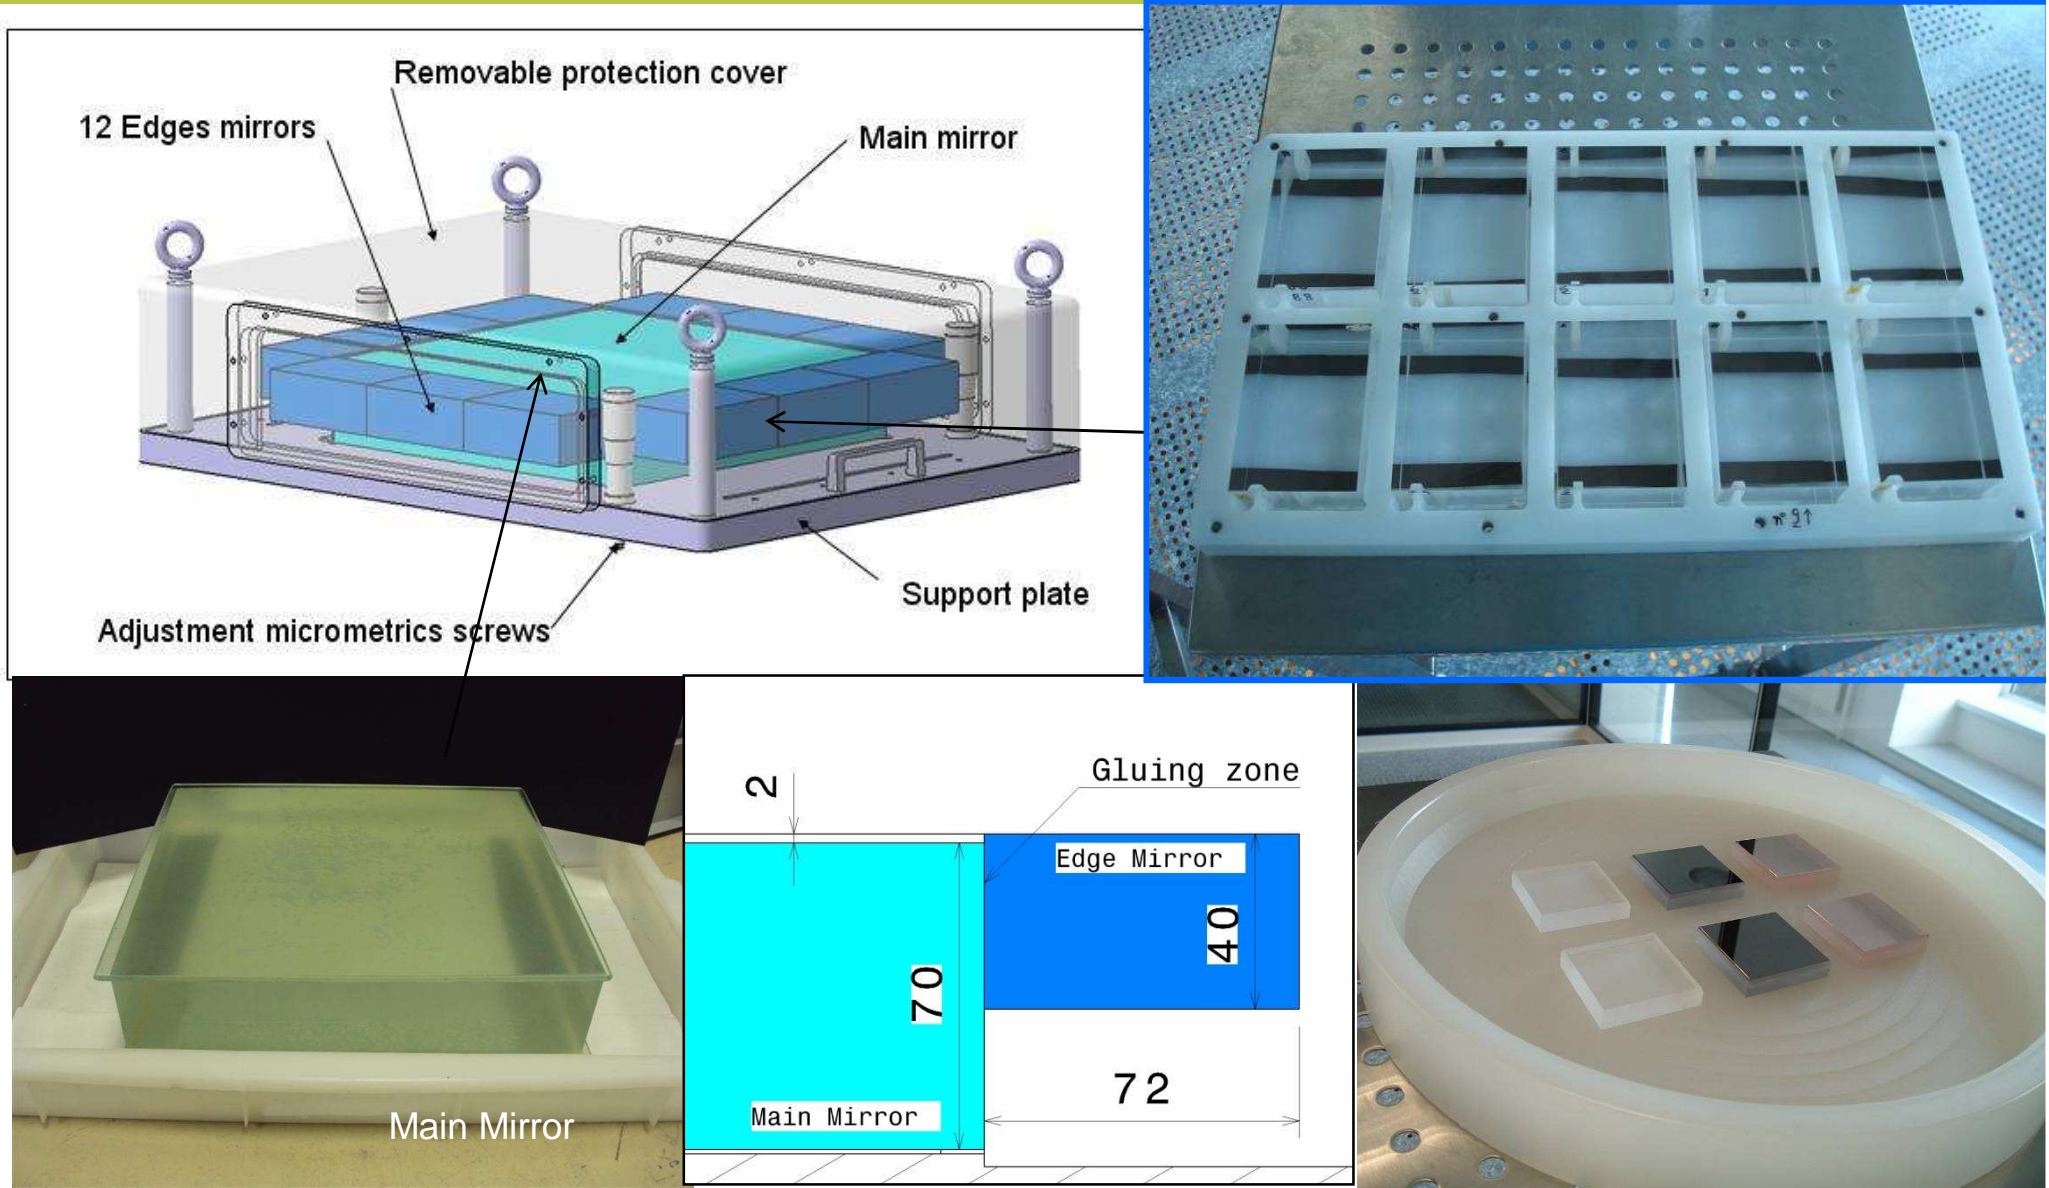 Removable protection cover
12 Edges mirrors
Main mirror
Support plate
Adjustment micrometrics screws
n° 91
Main Mirror
2
Gluing zone
Edge Mirror
40
70
72
Main Mirror